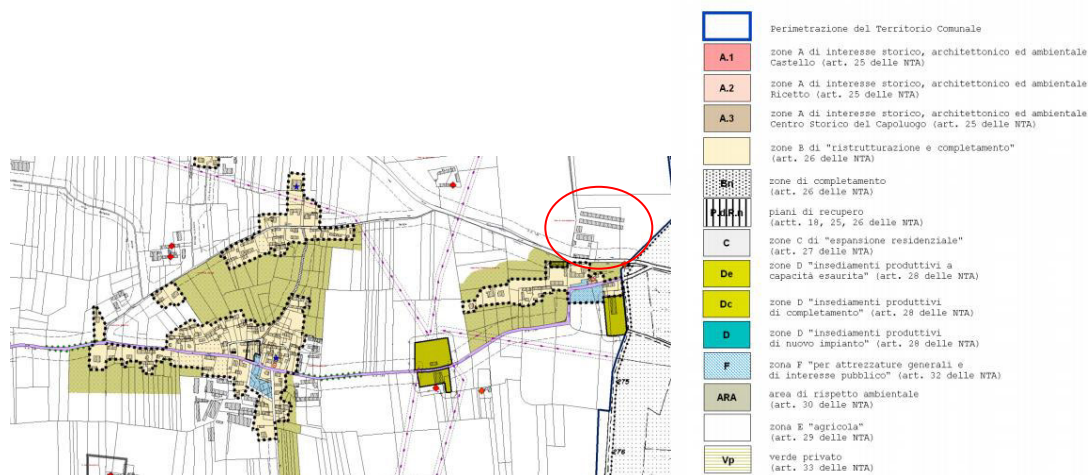 Perimetrazione del Territorio Comunale
A.1
zone A di interesse storico, architettonico ed ambientale
Castello (art. 25 delle NTA)
A.2
zone A di interesse storico, architettonico ed ambientale
Ricetto (art. 25 delle NTA)
A.3
zone A di interesse storico, architettonico ed ambientale
Centro Storico del Capoluogo (art. 25 delle NTA)
zone B di "ristrutturazione e completamento"
(art. 26 delle NTA)
Bn
zone di completamento
(art. 26 delle NTA)
P.d.R.n
piani di recupero
(artt. 18, 25, 26 delle NTA)
C
zone C di "espansione residenziale"
(art. 27 delle NTA)
De
zone D "insediamenti produttivi a
capacità esaurita" (art. 28 delle NTA)
Dc
zone D "insediamenti produttivi
di completamento" (art. 28 delle NTA)
D
zone D "insediamenti produttivi
di nuovo impianto" (art. 28 delle NTA)
F
zona F "per attrezzature generali e
di interesse pubblico" (art. 32 delle NTA)
ARA
area di rispetto ambientale
(art. 30 delle NTA)
zona E "agricola"
(art. 29 delle NTA)
Vp
verde privato
(art. 33 delle NTA)
275
276